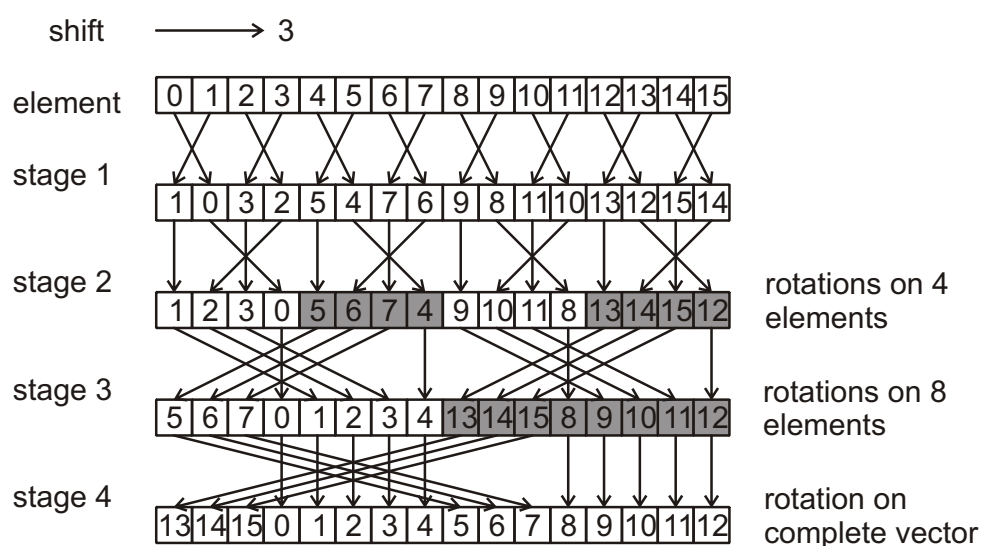 shift 3
element 0 1 2 3 4 5 6 7 8 9 10 11 12 13 14 15
stage 1
1 0 3 2 5 4 7 6 9 8 11 10 13 12 15 14
stage 2 rotations on 4
1 2 3 0 5 6 7 4 9 10 11 8 13 14 15 12 elements
stage 3 rotations on 8
5 6 7 0 1 2 3 4 13 14 15 8 9 10 11 12 elements
stage 4 rotation on
13 14 15 0 1 2 3 4 5 6 7 8 9 10 11 12 complete vector